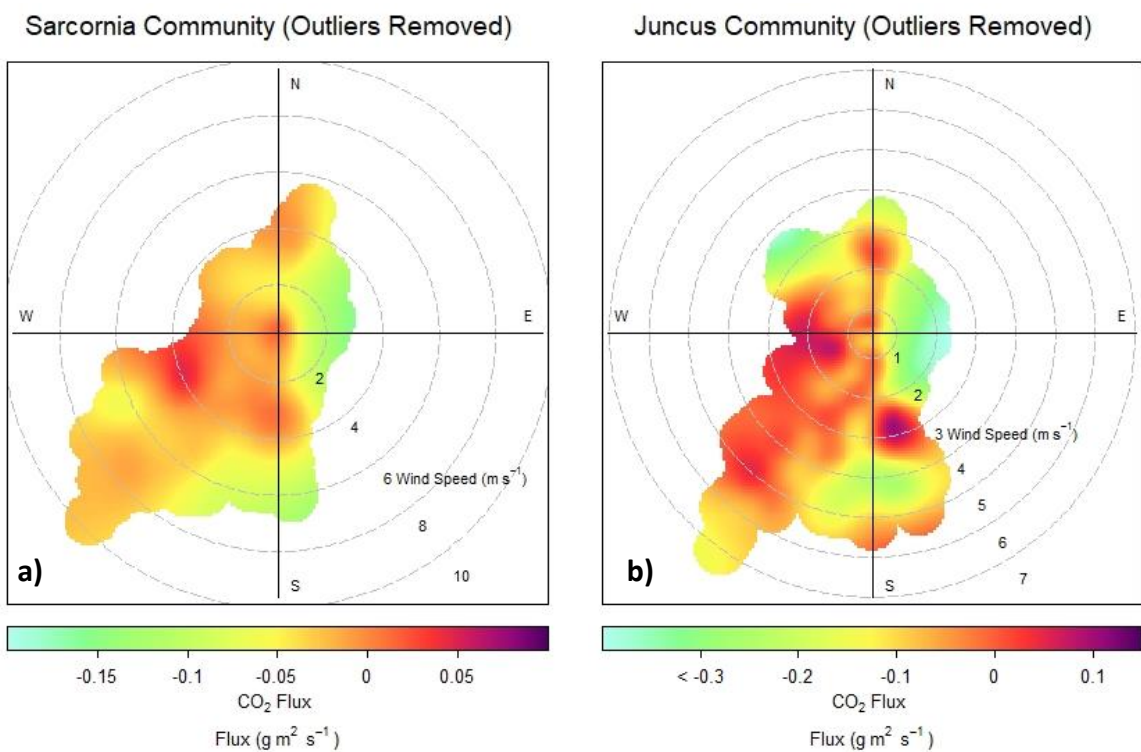 Sarcornia Community (Outliers Removed)
N
W
E
2
4
6 Wind Speed (m s⁻¹)
8
10
S
a)
-0.15 -0.1 -0.05 0 0.05
CO₂ Flux
Flux (g m² s⁻¹)
Juncus Community (Outliers Removed)
N
W
E
1
2
3 Wind Speed (m s⁻¹)
4
5
6
7
S
b)
< -0.3 -0.2 -0.1 0 0.1
CO₂ Flux
Flux (g m² s⁻¹)